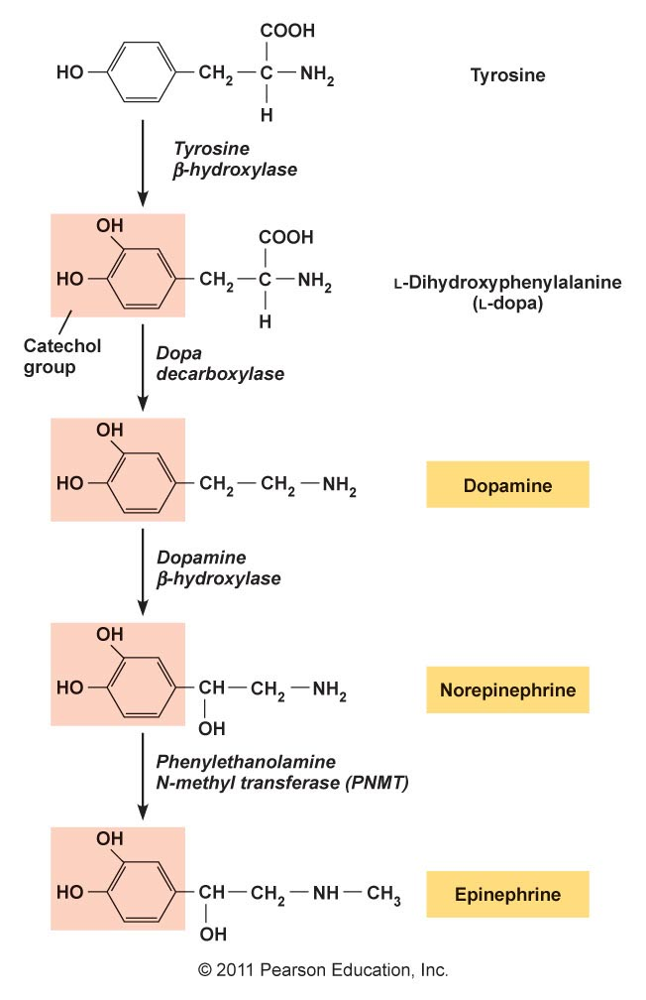 COOH
HO
CH2
C
NH2
H
Tyrosine
Tyrosine
β-hydroxylase
OH
COOH
HO
CH2
C
NH2
H
L-Dihydroxyphenylalanine
(L-dopa)
Catechol
group
Dopa
decarboxylase
OH
HO
CH2
CH2
NH2
Dopamine
Dopamine
β-hydroxylase
OH
HO
CH
CH2
NH2
OH
Norepinephrine
Phenylethanolamine
N-methyl transferase (PNMT)
OH
HO
CH
CH2
NH
CH3
OH
Epinephrine
© 2011 Pearson Education, Inc.